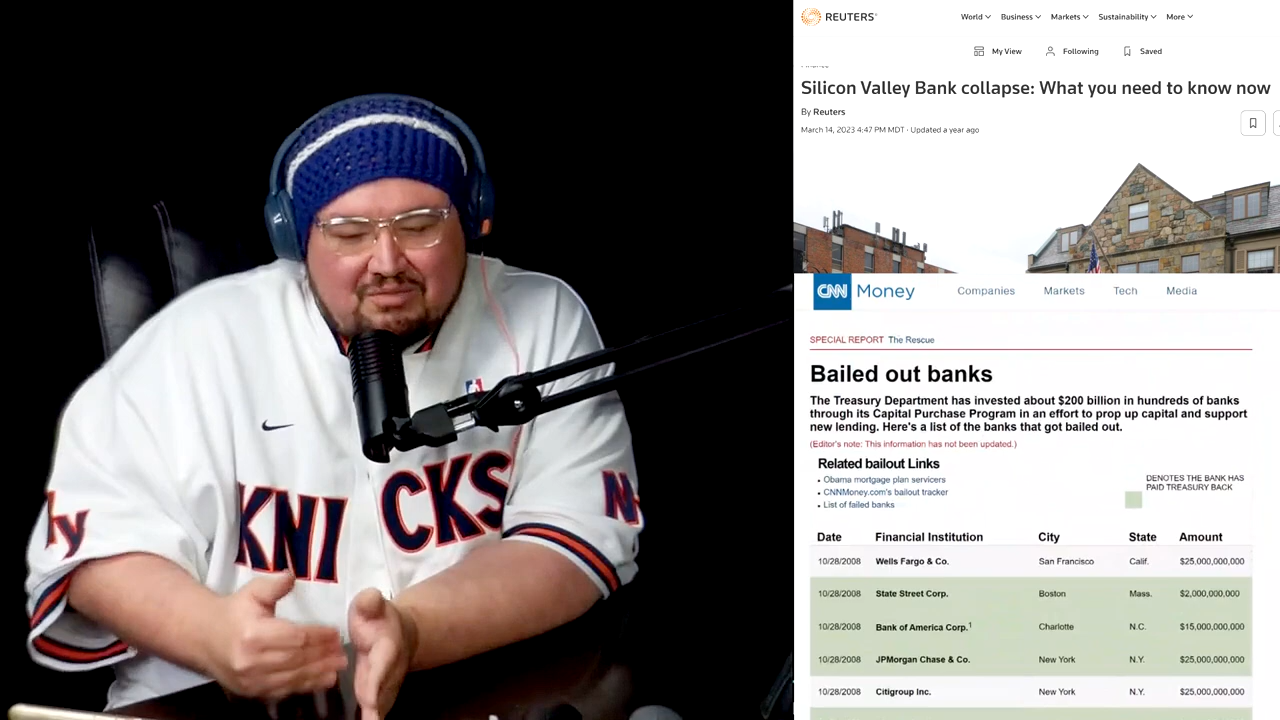 REUTERS
World Business Markets Sustainability More
My View Following Saved
Silicon Valley Bank collapse: What you need to know now
By Reuters
March 14, 2023 4:47 PM MDT · Updated a year ago
CNN Money Companies Markets Tech Media
SPECIAL REPORT The Rescue
Bailed out banks
The Treasury Department has invested about $200 billion in hundreds of banks
through its Capital Purchase Program in an effort to prop up capital and support
new lending. Here's a list of the banks that got bailed out.
(Editor's note: This information has not been updated.)
Related bailout Links
• Obama mortgage plan servicers
• CNNMoney.com's bailout tracker
• List of failed banks
DENOTES THE BANK HAS
PAID TREASURY BACK
Date Financial Institution City State Amount
10/28/2008 Wells Fargo & Co. San Francisco Calif. $25,000,000,000
10/28/2008 State Street Corp. Boston Mass. $2,000,000,000
10/28/2008 Bank of America Corp.1 Charlotte N.C. $15,000,000,000
10/28/2008 JPMorgan Chase & Co. New York N.Y. $25,000,000,000
10/28/2008 Citigroup Inc. New York N.Y. $25,000,000,000
KNICKS